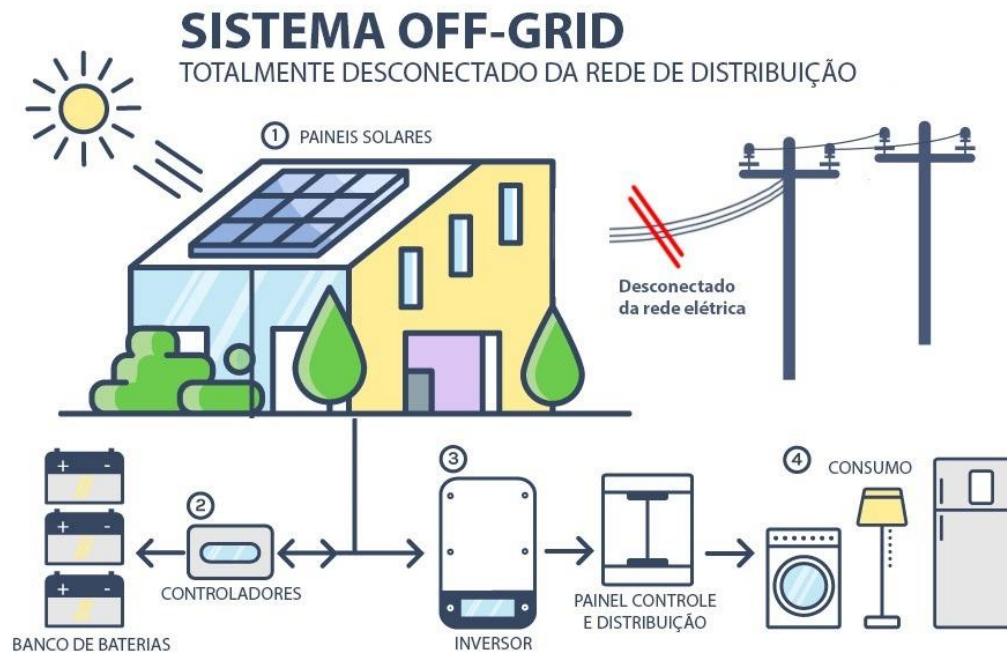 SISTEMA OFF-GRID
TOTALMENTE DESCONECTADO DA REDE DE DISTRIBUIÇÃO
1 PAINEIS SOLARES
Desconectado
da rede elétrica
2
CONTROLADORES
+ -
+ -
+ -
BANCO DE BATERIAS
3
INVERSOR
PAINEL CONTROLE
E DISTRIBUIÇÃO
4 CONSUMO